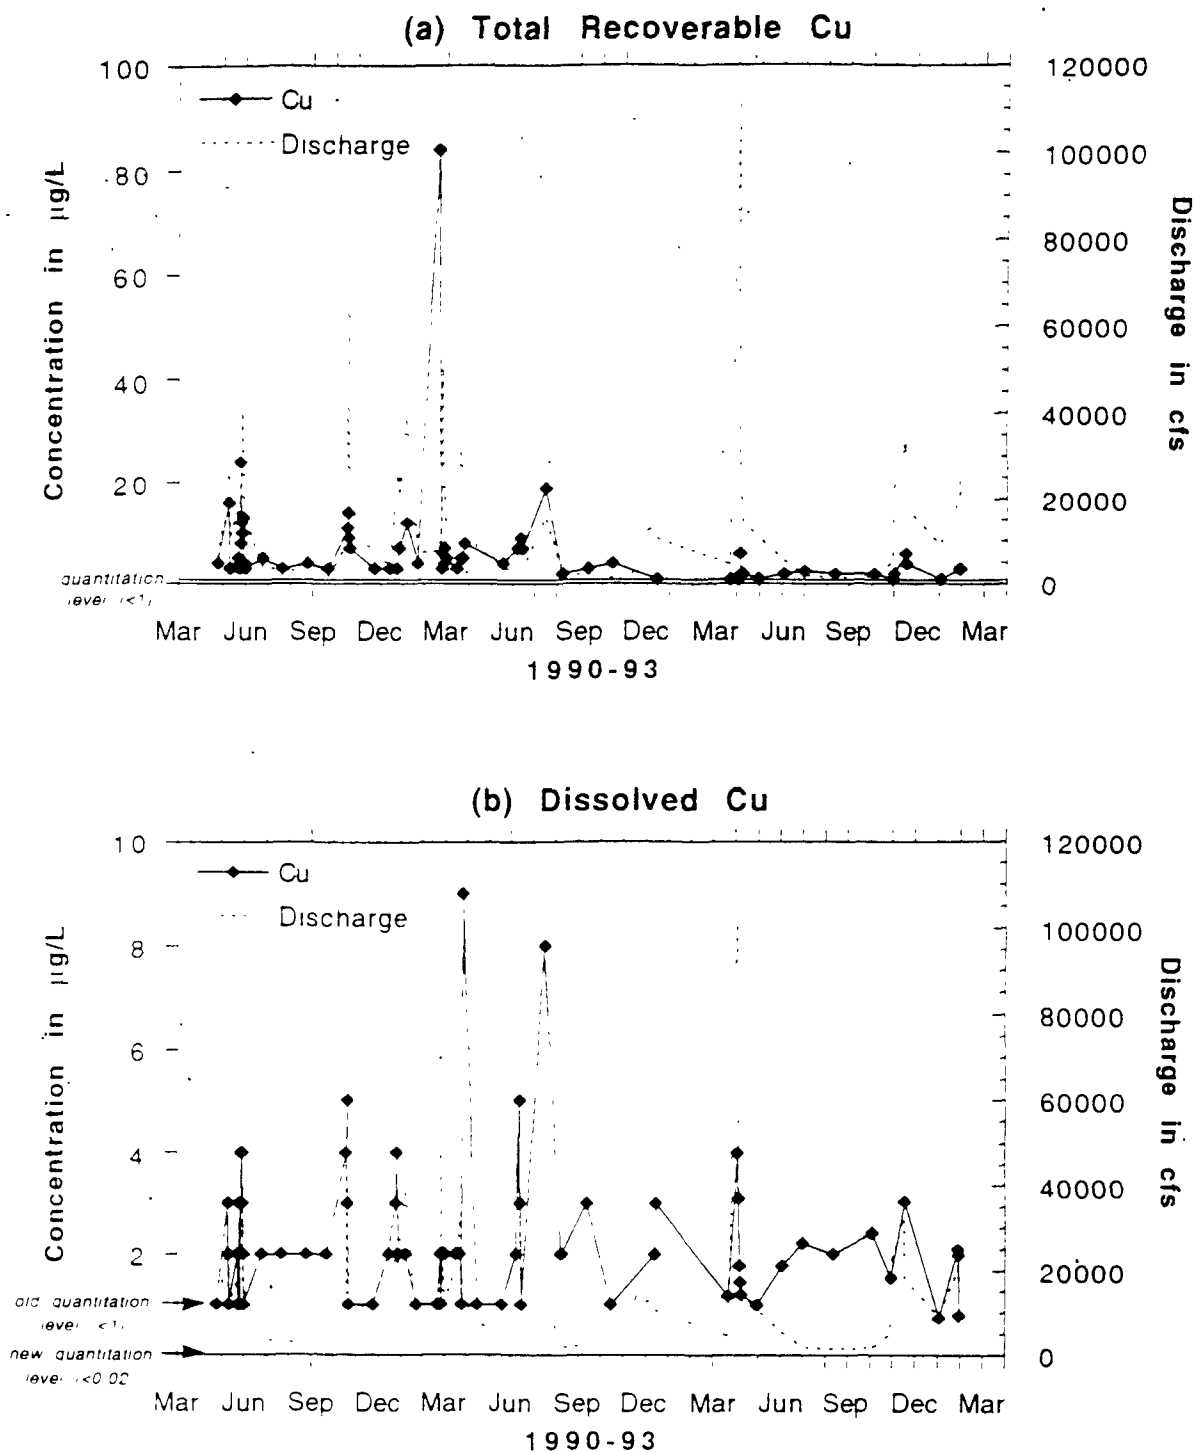 (a) Total Recoverable Cu
Concentration in µg/L
100
80
60
40
20
Cu
Discharge
120000
100000
80000
60000
40000
20000
0
Discharge in cfs
quantitation
level (<1)
Mar Jun Sep Dec Mar Jun Sep Dec Mar Jun Sep Dec Mar
1990-93
(b) Dissolved Cu
Concentration in µg/L
10
8
6
4
2
Cu
Discharge
120000
100000
80000
60000
40000
20000
0
Discharge in cfs
old quantitation
level <1)
new quantitation
level (<0.02
Mar Jun Sep Dec Mar Jun Sep Dec Mar Jun Sep Dec Mar
1990-93